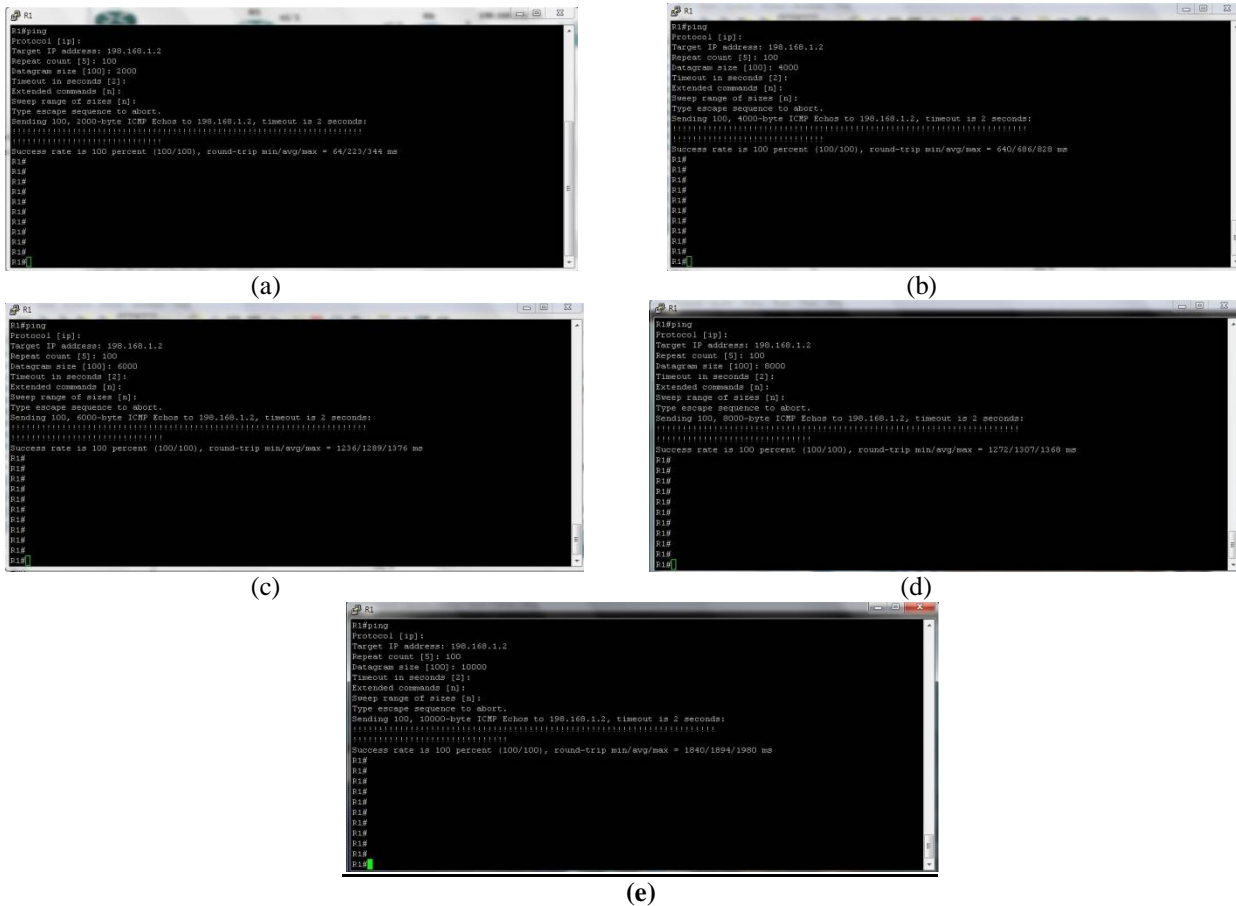 R1
R1#ping
Protocol [ip]:
Target IP address: 198.168.1.2
Repeat count [5]: 100
Datagram size [100]: 2000
Timeout in seconds [2]:
Extended commands [n]:
Sweep range of sizes [n]:
Type escape sequence to abort.
Sending 100, 2000-byte ICMP Echos to 198.168.1.2, timeout is 2 seconds:
!!!!!!!!!!!!!!!!!!!!!!!!!!!!!!!!!!!!!!!!!!!!!!!!!!!!!!!!!!!!!!!!!!!!!!
!!!!!!!!!!!!!!!!!!!!!!!!!!!!!!
Success rate is 100 percent (100/100), round-trip min/avg/max = 64/223/344 ms
R1#
R1#
R1#
R1#
R1#
R1#
R1#
R1#
R1#
R1#
R1#
(a)
R1
R1#ping
Protocol [ip]:
Target IP address: 198.168.1.2
Repeat count [5]: 100
Datagram size [100]: 4000
Timeout in seconds [2]:
Extended commands [n]:
Sweep range of sizes [n]:
Type escape sequence to abort.
Sending 100, 4000-byte ICMP Echos to 198.168.1.2, timeout is 2 seconds:
!!!!!!!!!!!!!!!!!!!!!!!!!!!!!!!!!!!!!!!!!!!!!!!!!!!!!!!!!!!!!!!!!!!!!!
!!!!!!!!!!!!!!!!!!!!!!!!!!!!!!
Success rate is 100 percent (100/100), round-trip min/avg/max = 640/686/828 ms
R1#
R1#
R1#
R1#
R1#
R1#
R1#
R1#
R1#
R1#
R1#
(b)
R1
R1#ping
Protocol [ip]:
Target IP address: 198.168.1.2
Repeat count [5]: 100
Datagram size [100]: 6000
Timeout in seconds [2]:
Extended commands [n]:
Sweep range of sizes [n]:
Type escape sequence to abort.
Sending 100, 6000-byte ICMP Echos to 198.168.1.2, timeout is 2 seconds:
!!!!!!!!!!!!!!!!!!!!!!!!!!!!!!!!!!!!!!!!!!!!!!!!!!!!!!!!!!!!!!!!!!!!!!
!!!!!!!!!!!!!!!!!!!!!!!!!!!!!!
Success rate is 100 percent (100/100), round-trip min/avg/max = 1236/1289/1376 ms
R1#
R1#
R1#
R1#
R1#
R1#
R1#
R1#
R1#
R1#
R1#
(c)
R1
R1#ping
Protocol [ip]:
Target IP address: 198.168.1.2
Repeat count [5]: 100
Datagram size [100]: 8000
Timeout in seconds [2]:
Extended commands [n]:
Sweep range of sizes [n]:
Type escape sequence to abort.
Sending 100, 8000-byte ICMP Echos to 198.168.1.2, timeout is 2 seconds:
!!!!!!!!!!!!!!!!!!!!!!!!!!!!!!!!!!!!!!!!!!!!!!!!!!!!!!!!!!!!!!!!!!!!!!
!!!!!!!!!!!!!!!!!!!!!!!!!!!!!!
Success rate is 100 percent (100/100), round-trip min/avg/max = 1272/1307/1368 ms
R1#
R1#
R1#
R1#
R1#
R1#
R1#
R1#
R1#
R1#
R1#
(d)
R1
R1#ping
Protocol [ip]:
Target IP address: 198.168.1.2
Repeat count [5]: 100
Datagram size [100]: 10000
Timeout in seconds [2]:
Extended commands [n]:
Sweep range of sizes [n]:
Type escape sequence to abort.
Sending 100, 10000-byte ICMP Echos to 198.168.1.2, timeout is 2 seconds:
!!!!!!!!!!!!!!!!!!!!!!!!!!!!!!!!!!!!!!!!!!!!!!!!!!!!!!!!!!!!!!!!!!!!!!
!!!!!!!!!!!!!!!!!!!!!!!!!!!!!!
Success rate is 100 percent (100/100), round-trip min/avg/max = 1840/1894/1980 ms
R1#
R1#
R1#
R1#
R1#
R1#
R1#
R1#
R1#
R1#
R1#
(e)